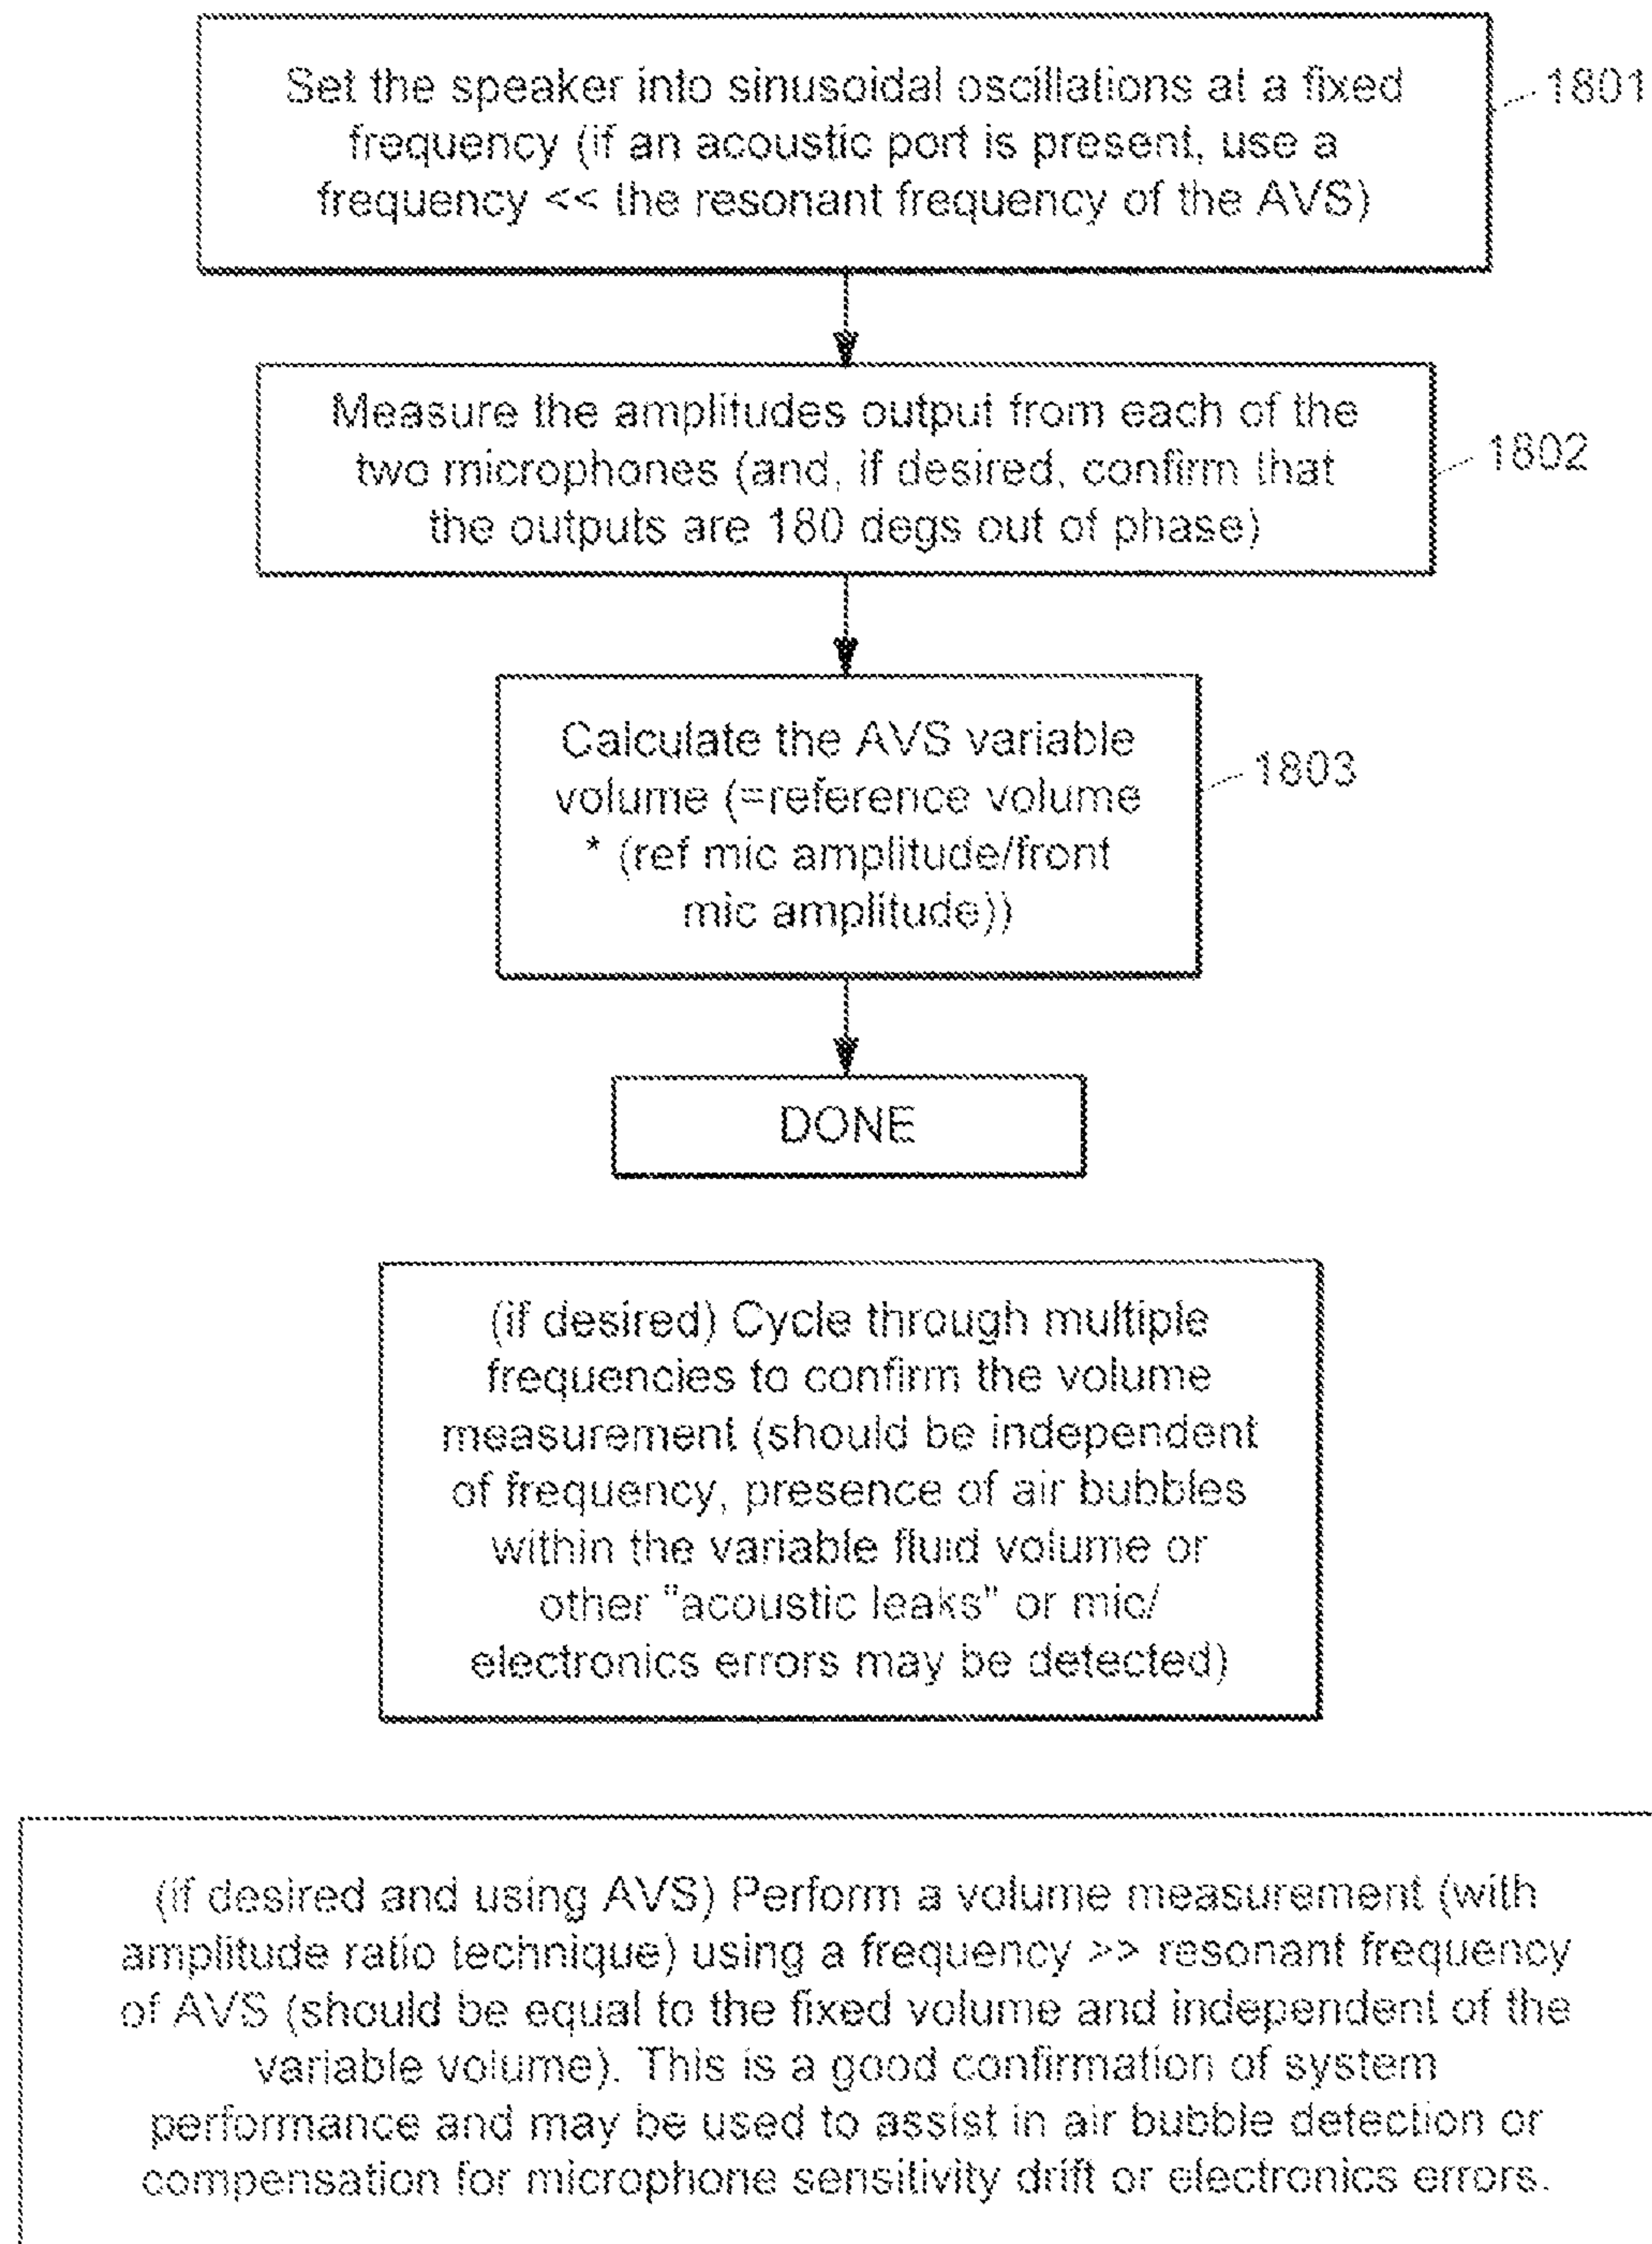 Set the speaker into sinusoidal oscillations at a fixed
frequency (if an acoustic port is present, use a
frequency << the resonant frequency of the AVS)
1801
Measure the amplitudes output from each of the
two microphones (and, if desired, confirm that
the outputs are 180 degs out of phase)
1802
Calculate the AVS variable
volume (=reference volume
* (ref mic amplitude/front
mic amplitude))
1803
DONE
(if desired) Cycle through multiple
frequencies to confirm the volume
measurement (should be independent
of frequency, presence of air bubbles
within the variable fluid volume or
other "acoustic leaks" or mic/
electronics errors may be detected)
(if desired and using AVS) Perform a volume measurement (with
amplitude ratio technique) using a frequency >> resonant frequency
of AVS (should be equal to the fixed volume and independent of the
variable volume). This is a good confirmation of system
performance and may be used to assist in air bubble detection or
compensation for microphone sensitivity drift or electronics errors.